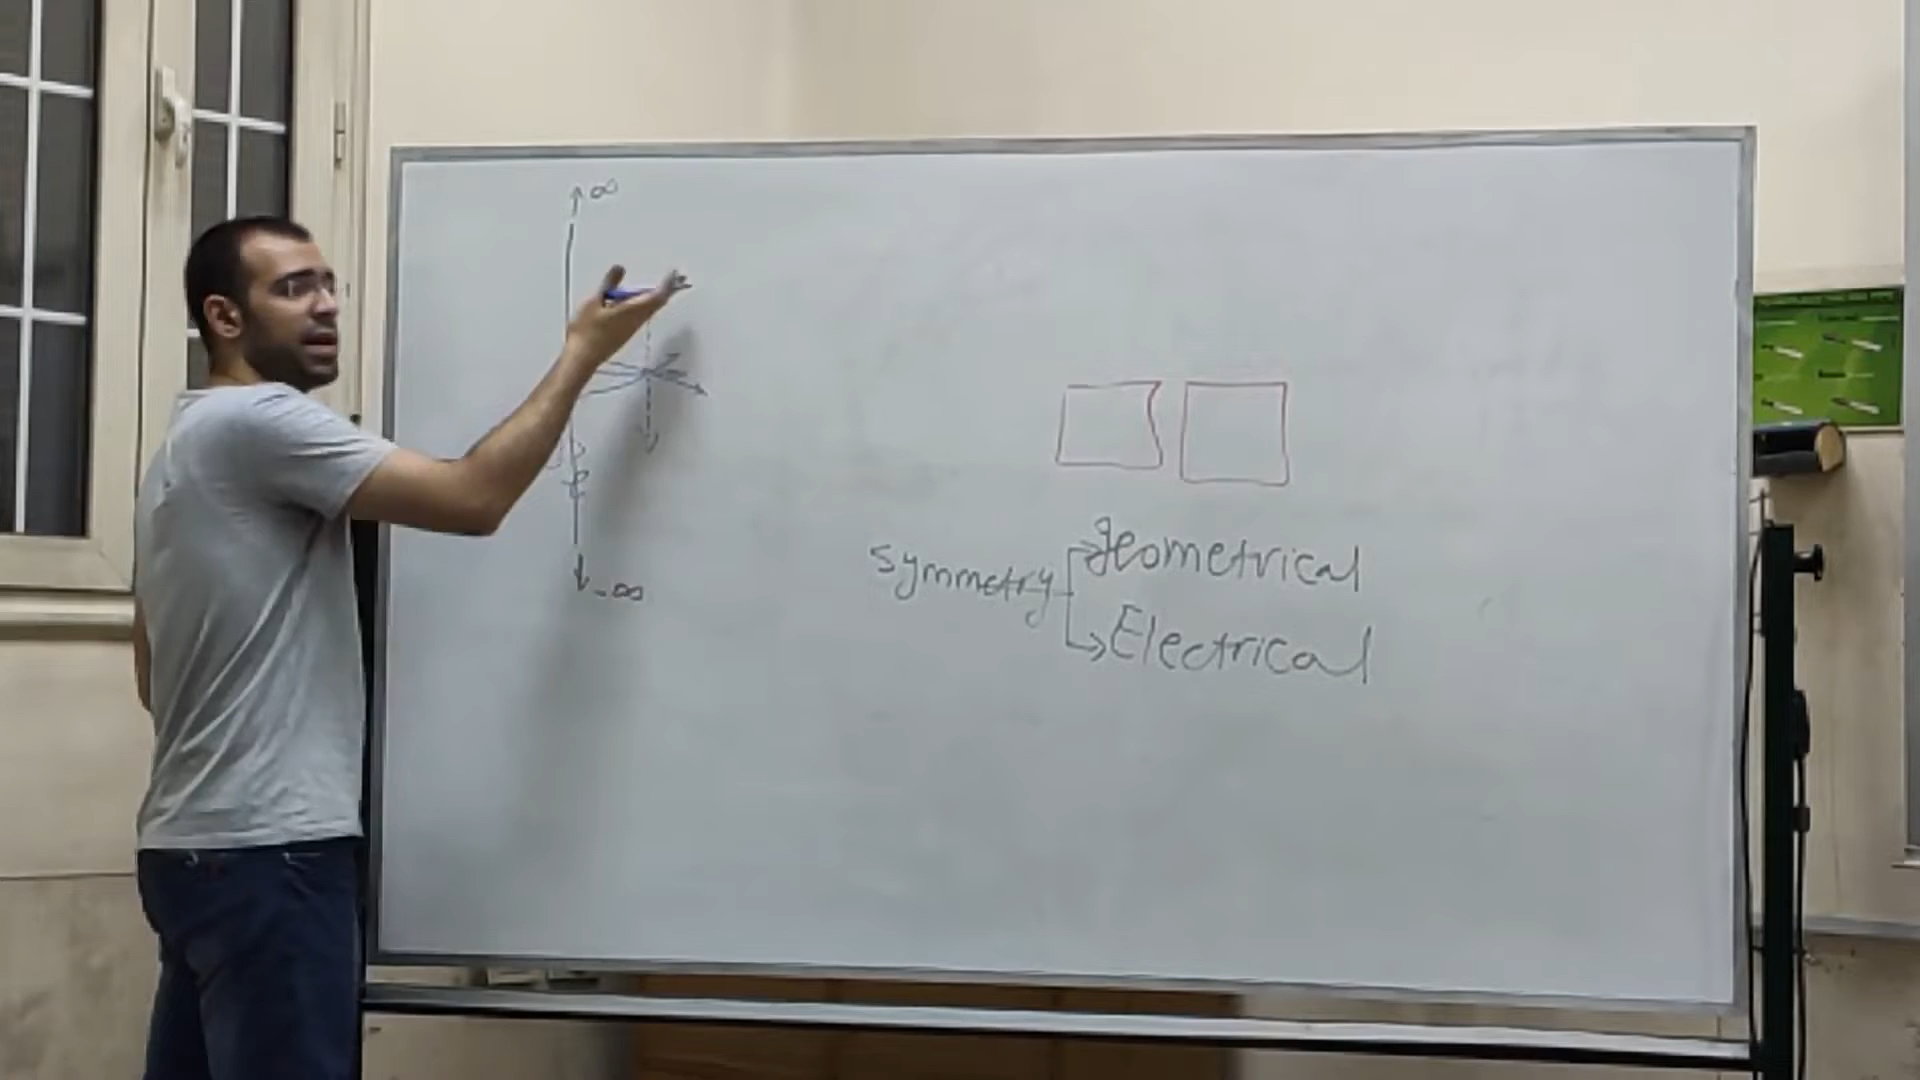 ∞
-∞
symmetry
geometrical
Electrical